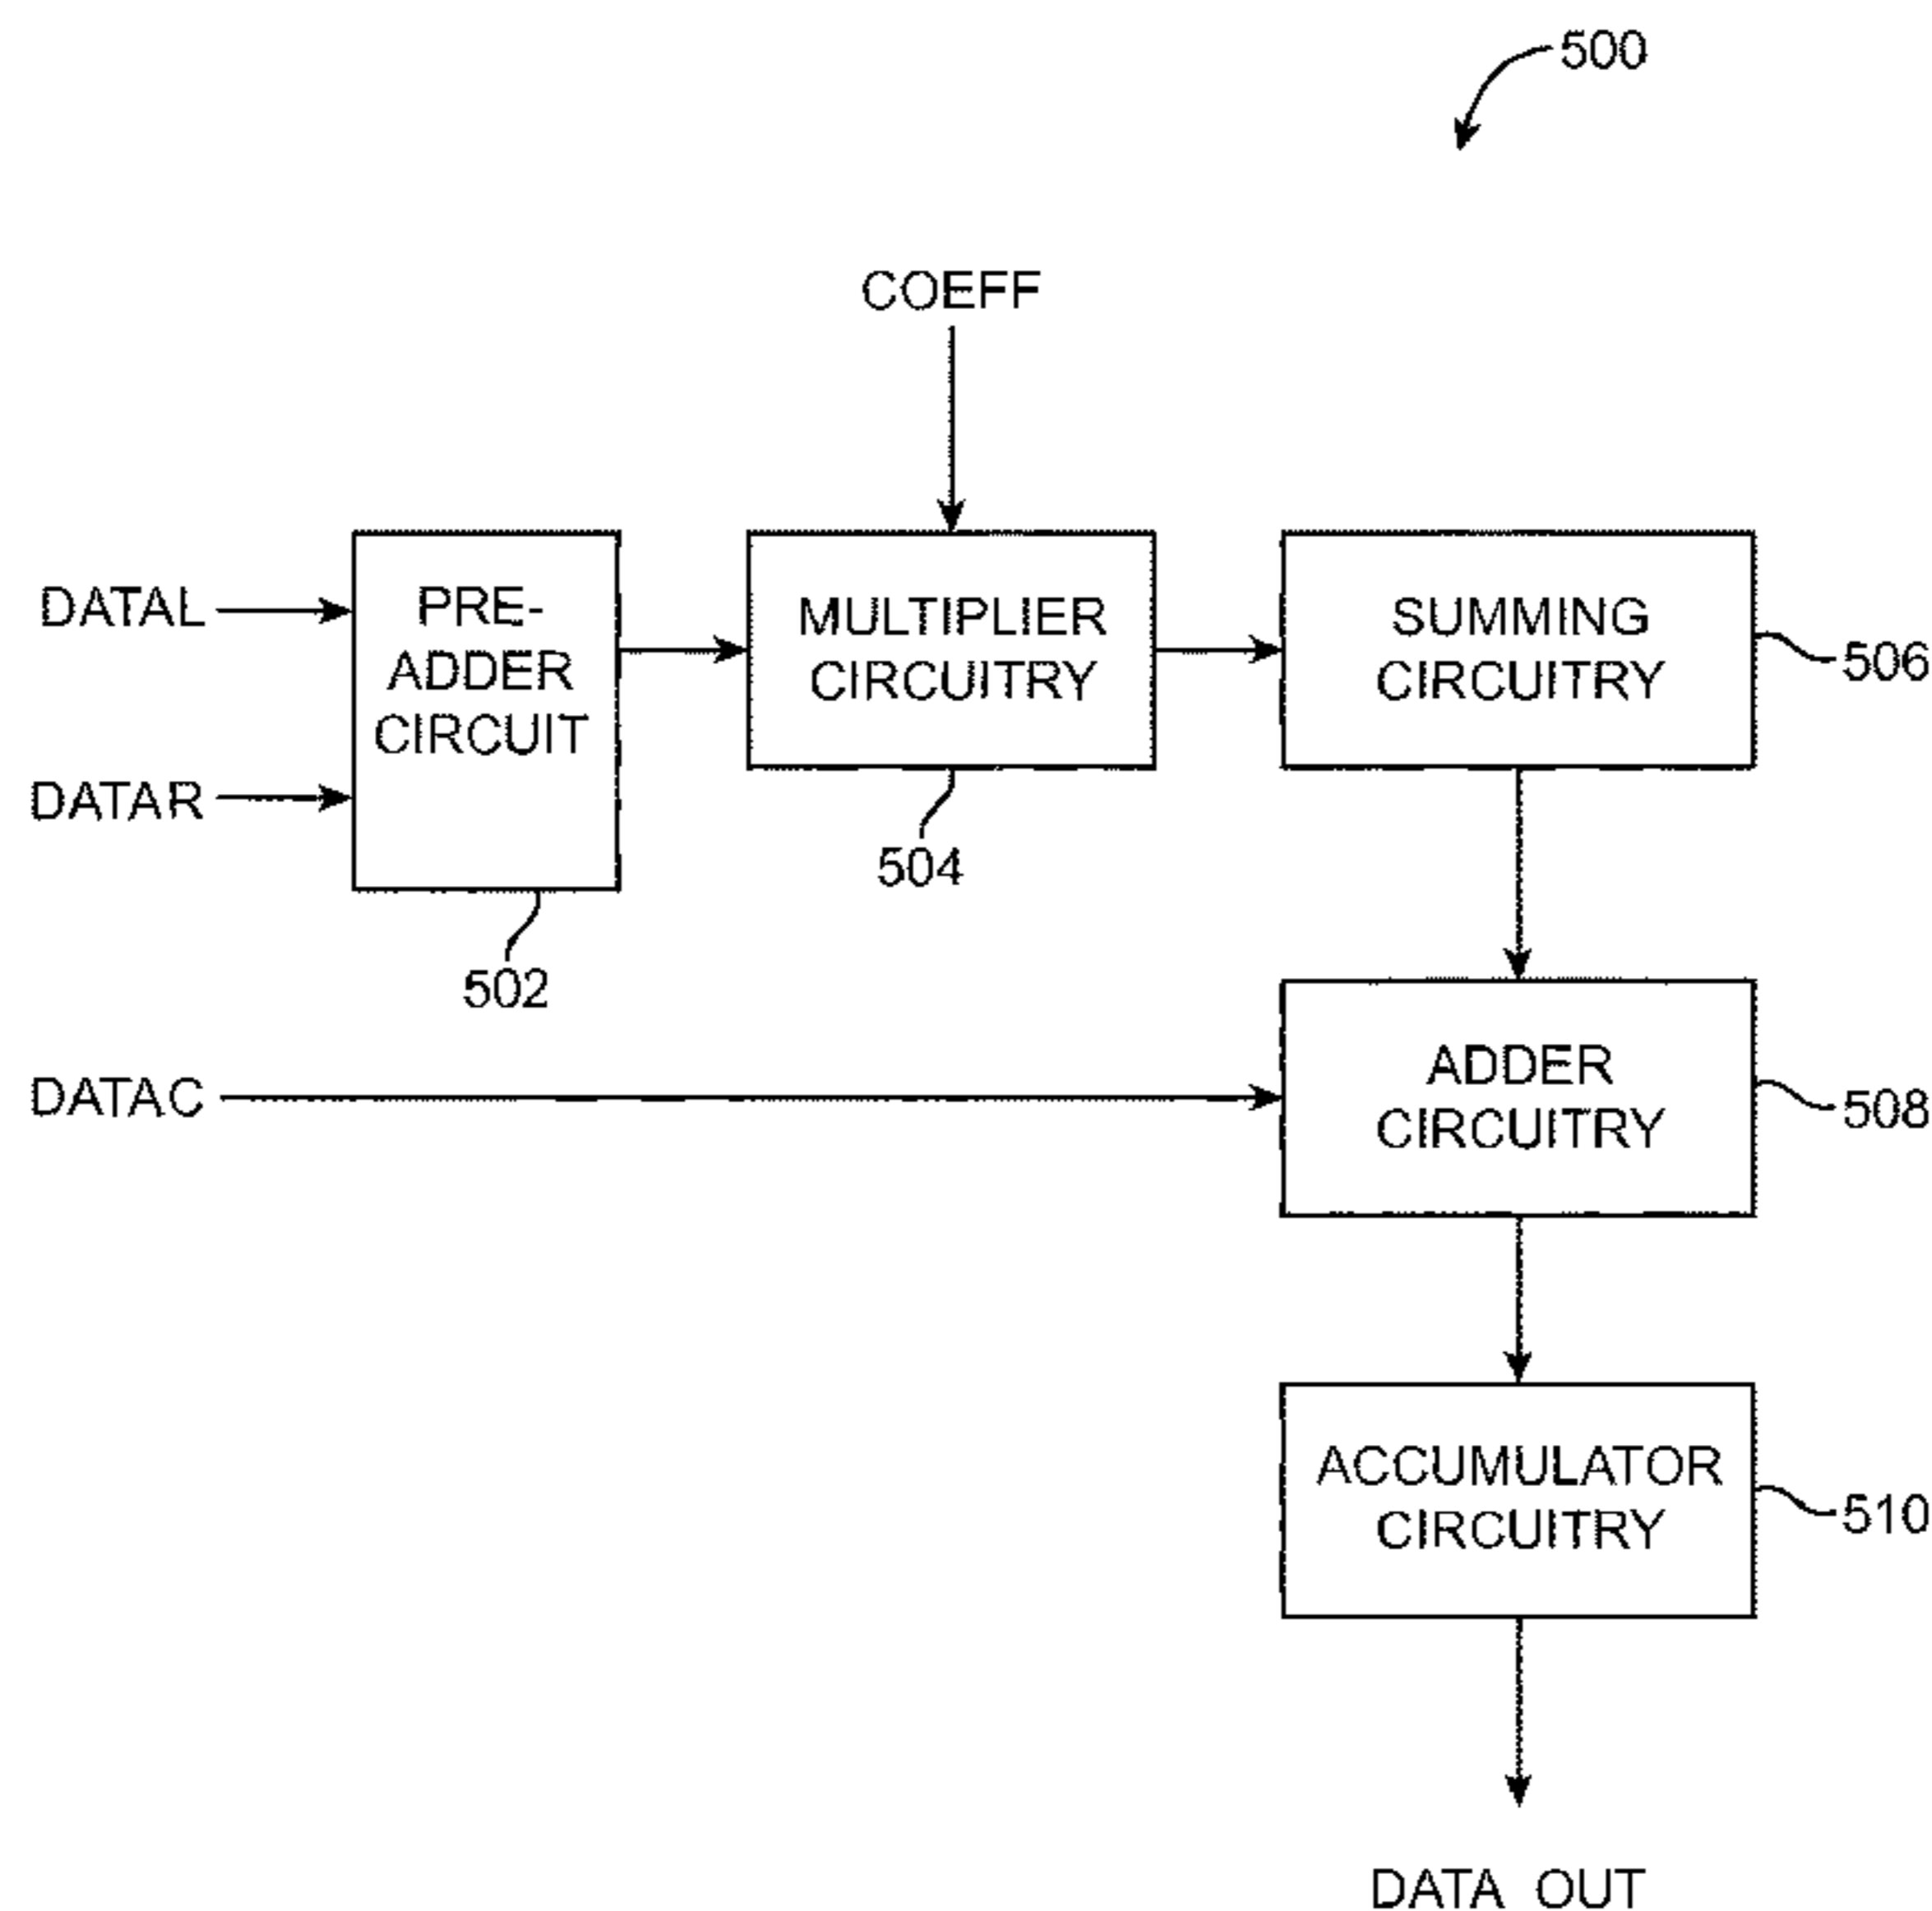 500
COEFF
DATAL
PRE-
ADDER
CIRCUIT
MULTIPLIER
CIRCUITRY
SUMMING
CIRCUITRY
506
DATAR
504
502
DATAC
ADDER
CIRCUITRY
508
ACCUMULATOR
CIRCUITRY
510
DATA OUT